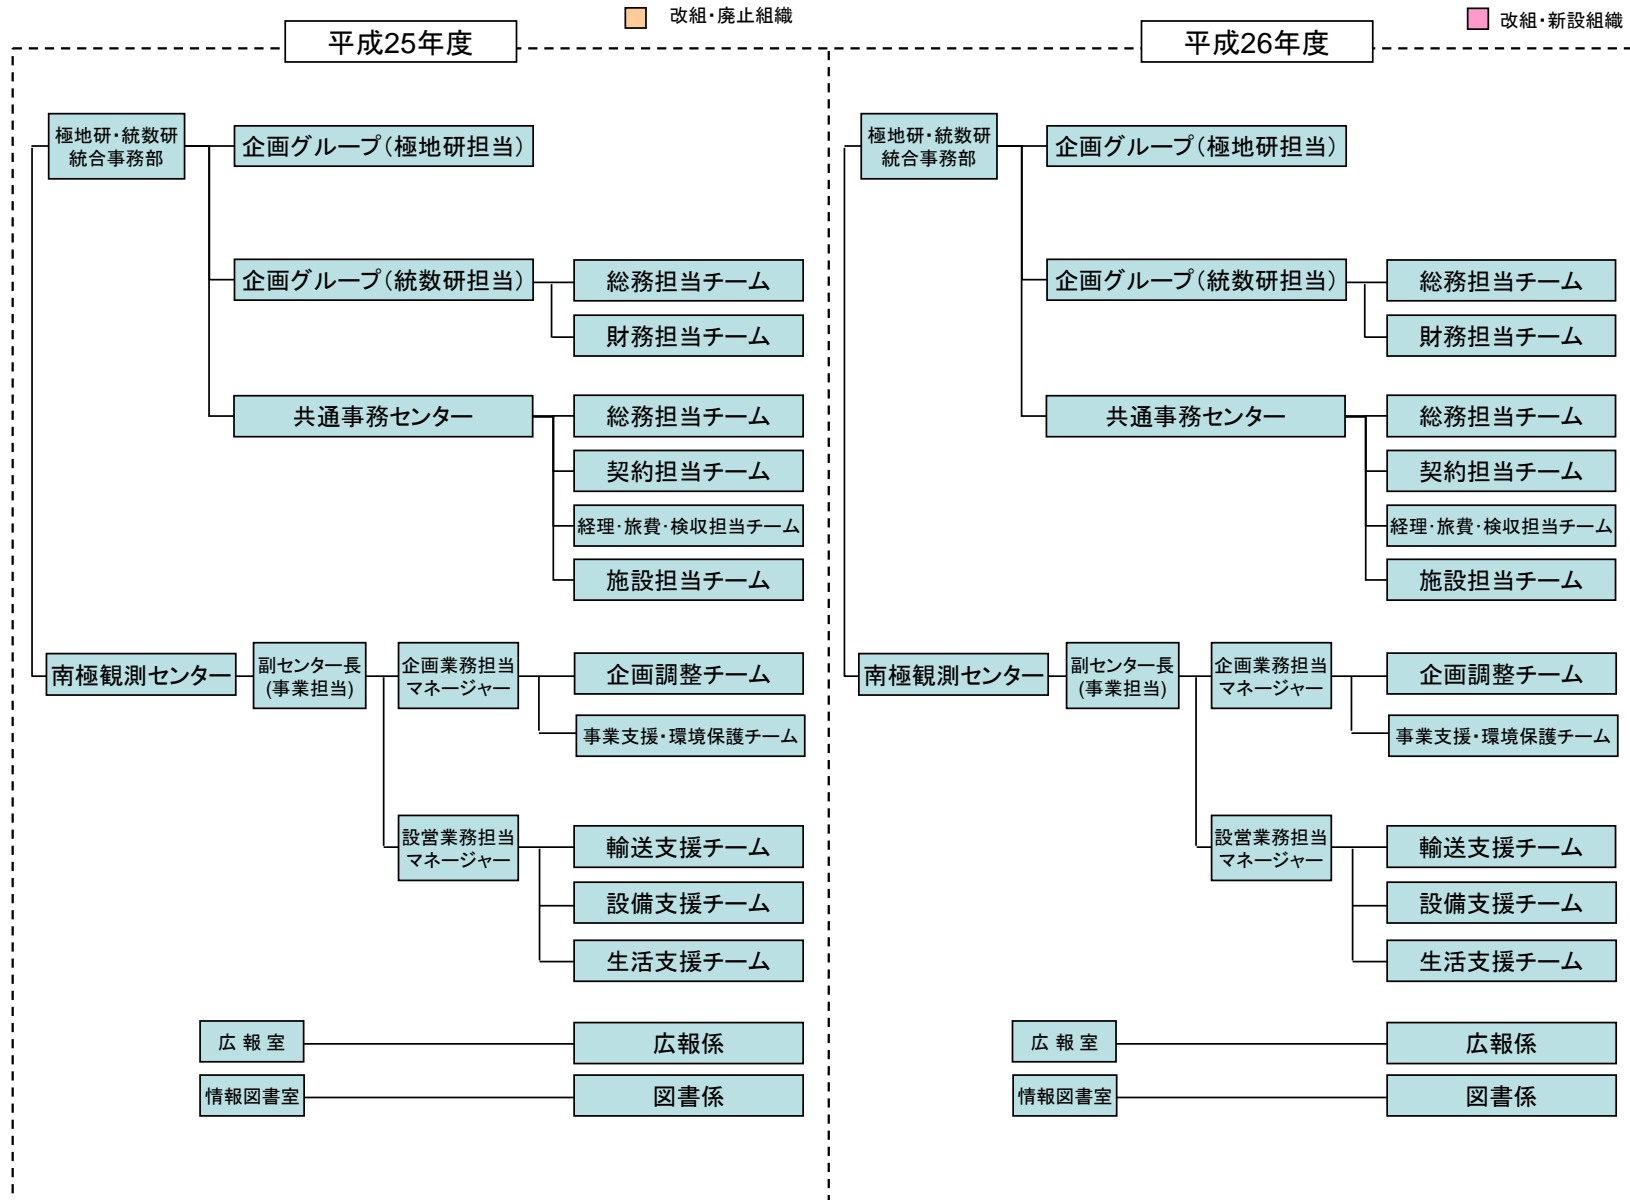 改組・廃止組織
改組・新設組織
平成25年度
極地研・統数研
統合事務部
企画グループ（極地研担当）
企画グループ（統数研担当）
総務担当チーム
財務担当チーム
共通事務センター
総務担当チーム
契約担当チーム
経理・旅費・検収担当チーム
施設担当チーム
南極観測センター
副センター長
(事業担当)
企画業務担当
マネージャー
企画調整チーム
事業支援・環境保護チーム
設営業務担当
マネージャー
輸送支援チーム
設備支援チーム
生活支援チーム
広 報 室
広報係
情報図書室
図書係
平成26年度
極地研・統数研
統合事務部
企画グループ（極地研担当）
企画グループ（統数研担当）
総務担当チーム
財務担当チーム
共通事務センター
総務担当チーム
契約担当チーム
経理・旅費・検収担当チーム
施設担当チーム
南極観測センター
副センター長
(事業担当)
企画業務担当
マネージャー
企画調整チーム
事業支援・環境保護チーム
設営業務担当
マネージャー
輸送支援チーム
設備支援チーム
生活支援チーム
広 報 室
広報係
情報図書室
図書係